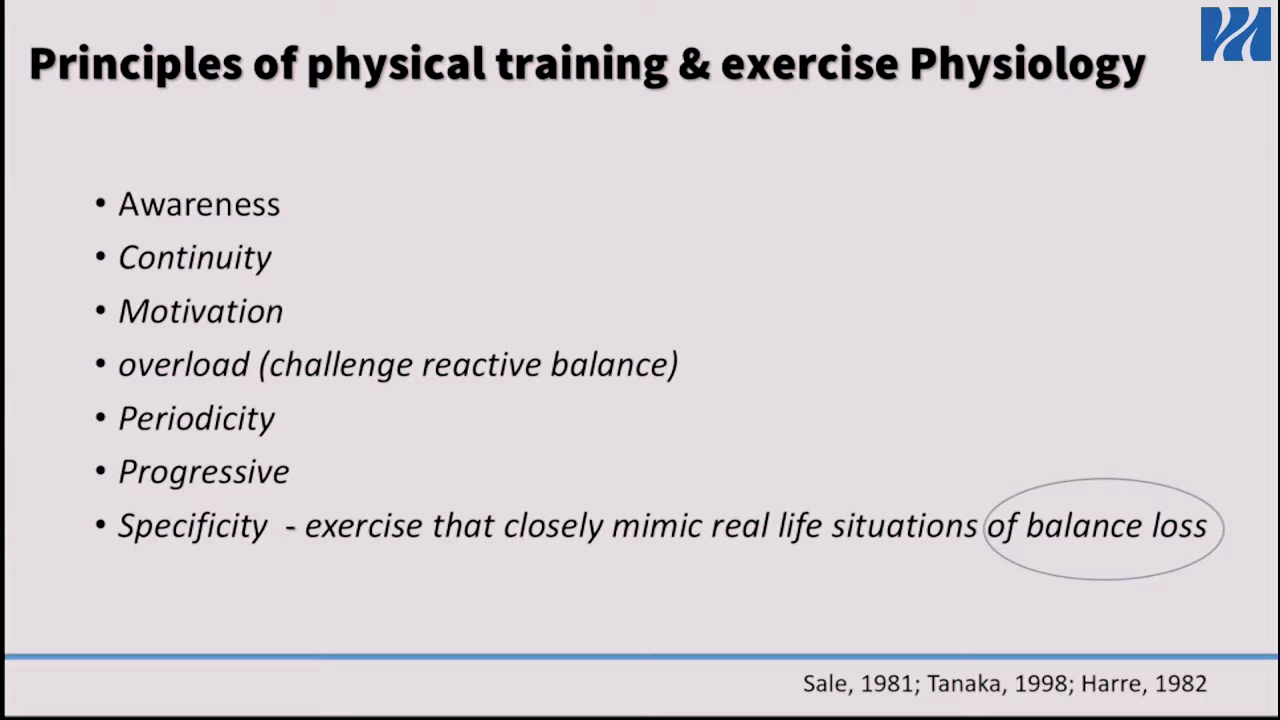 Principles of physical training & exercise Physiology
• Awareness
• Continuity
• Motivation
• overload (challenge reactive balance)
• Periodicity
• Progressive
• Specificity - exercise that closely mimic real life situations of balance loss
Sale, 1981; Tanaka, 1998; Harre, 1982